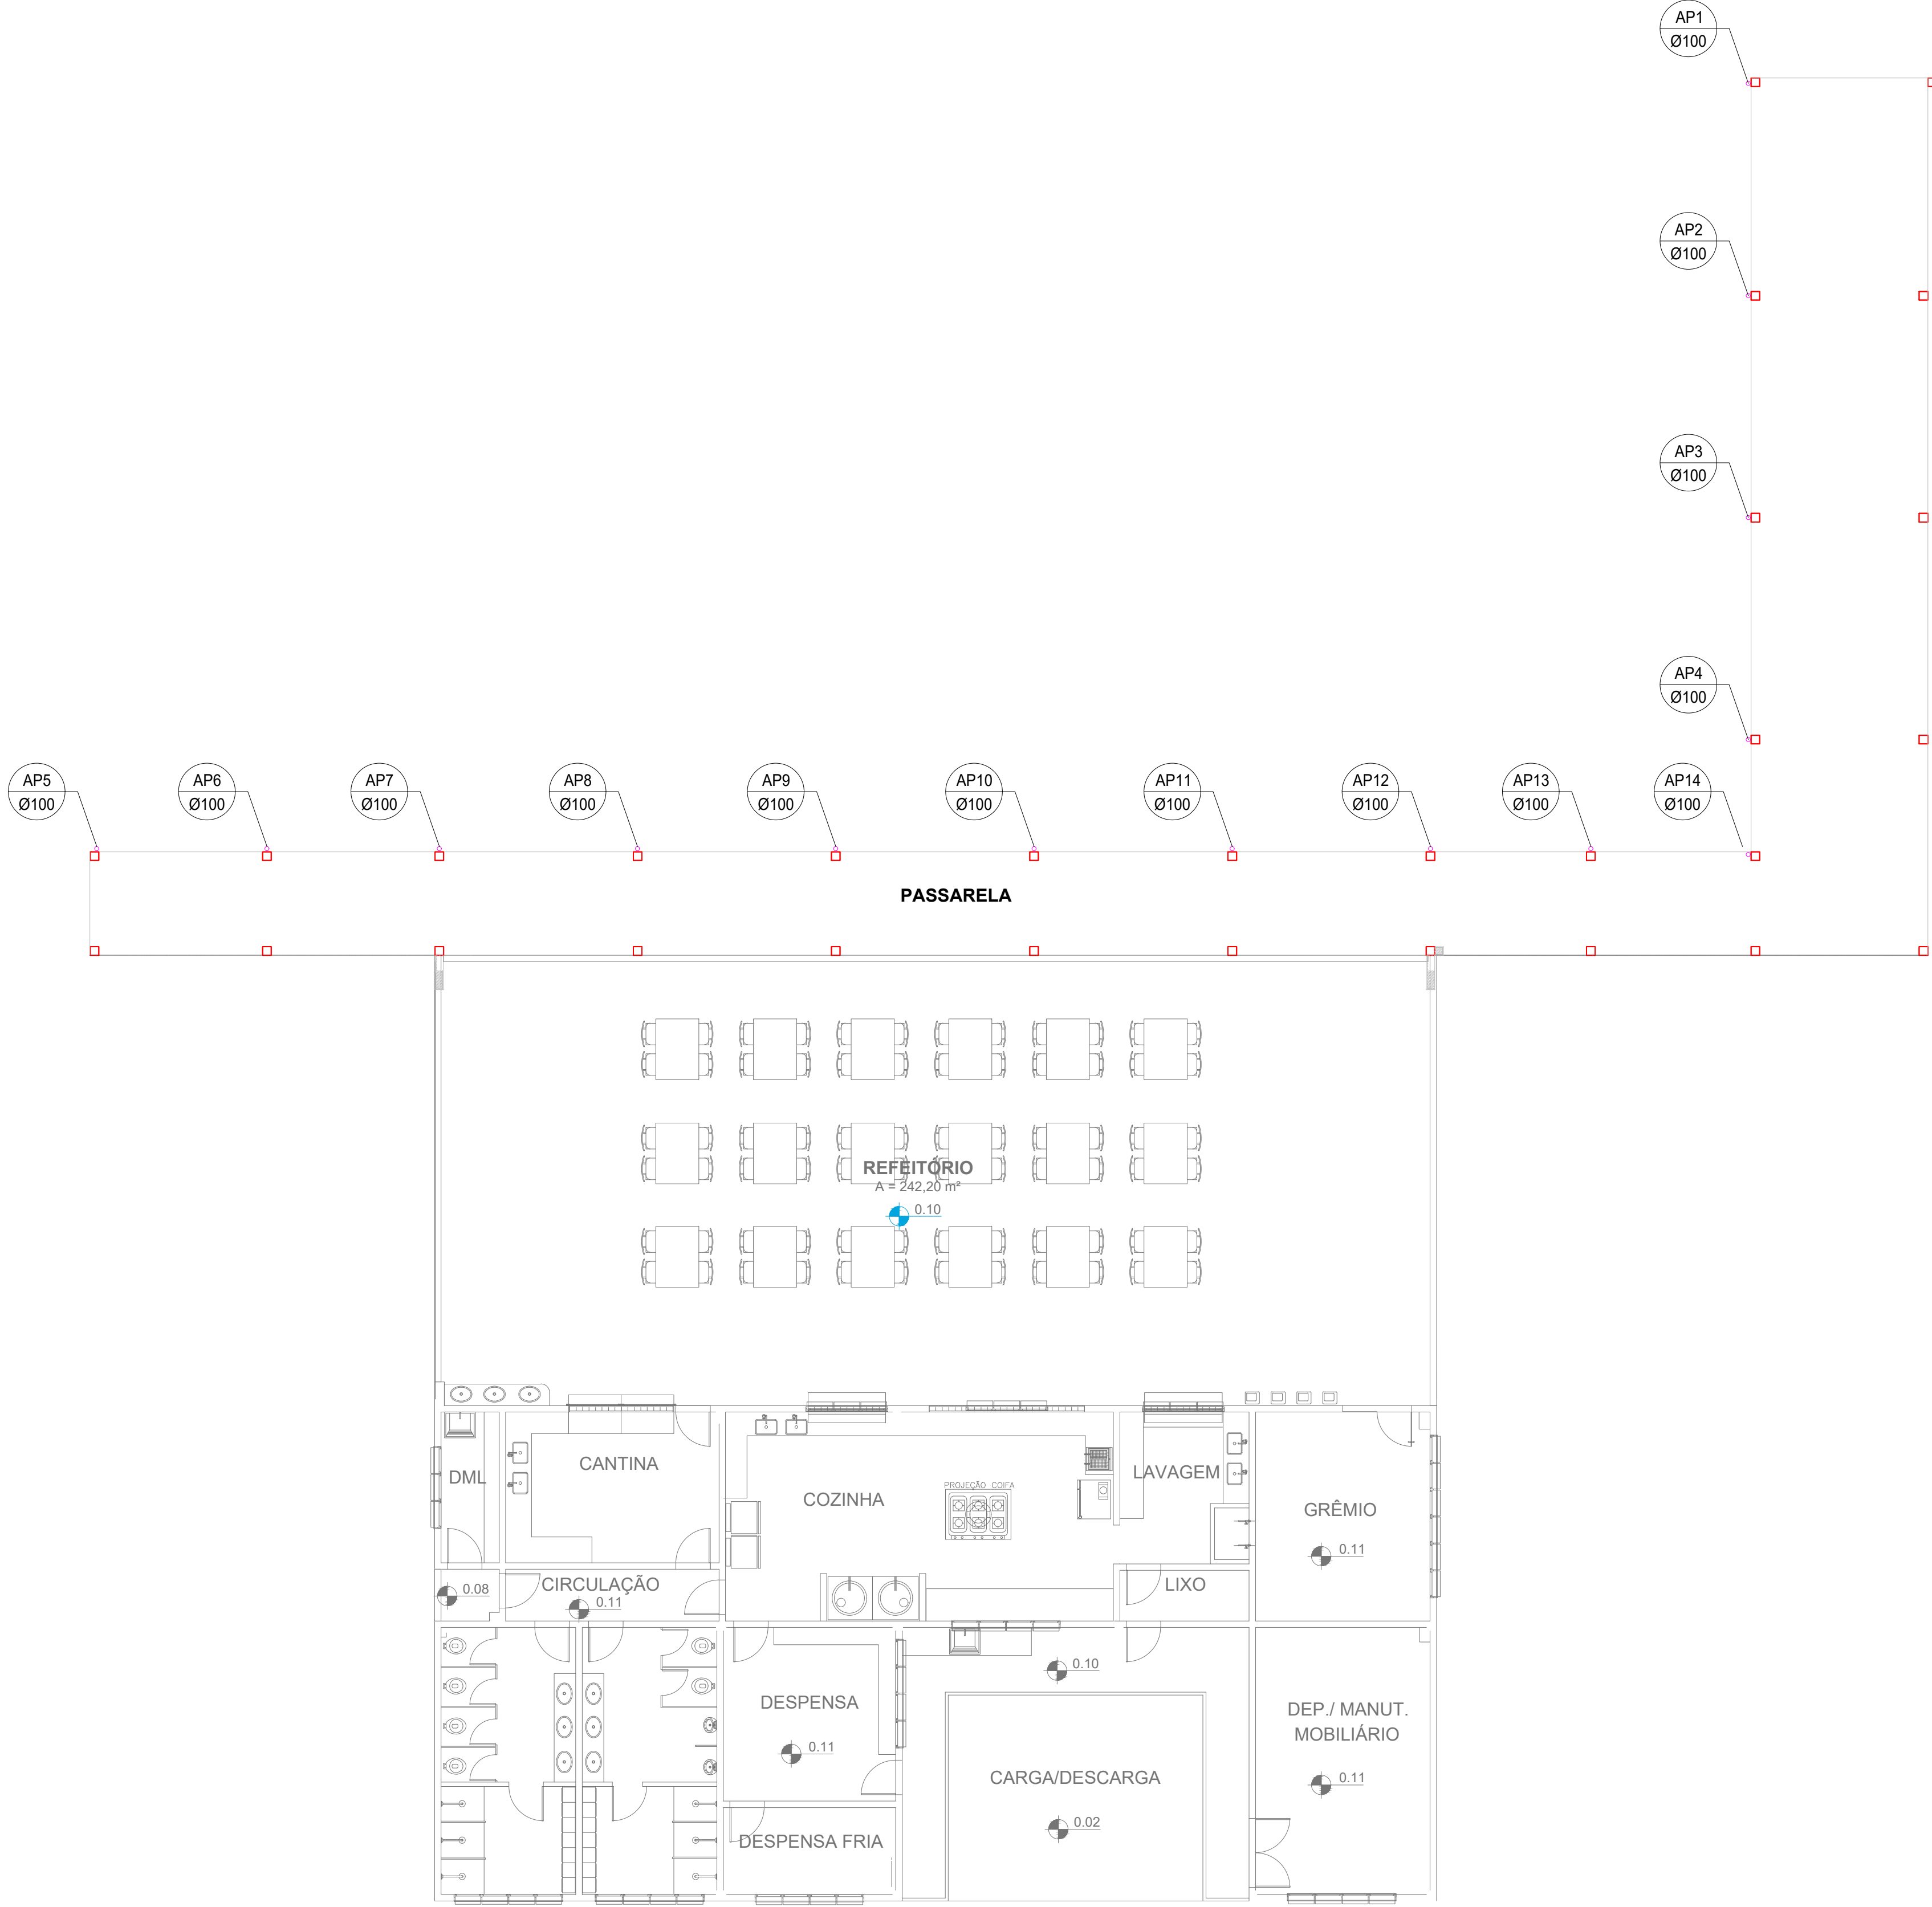 AP1
Ø100
AP2
Ø100
AP3
Ø100
AP4
Ø100
AP5
Ø100
AP6
Ø100
AP7
Ø100
AP8
Ø100
AP9
Ø100
AP10
Ø100
AP11
Ø100
AP12
Ø100
AP13
Ø100
AP14
Ø100
PASSARELA
REFEITÓRIO
A = 242,20 m²
0.10
DML
CANTINA
COZINHA
PROJEÇÃO COIFA
LAVAGEM
GRÊMIO
0.11
0.08
CIRCULAÇÃO
0.11
LIXO
0.10
DESPENSA
0.11
DEP./ MANUT.
MOBILIÁRIO
0.11
CARGA/DESCARGA
0.02
DESPENSA FRIA